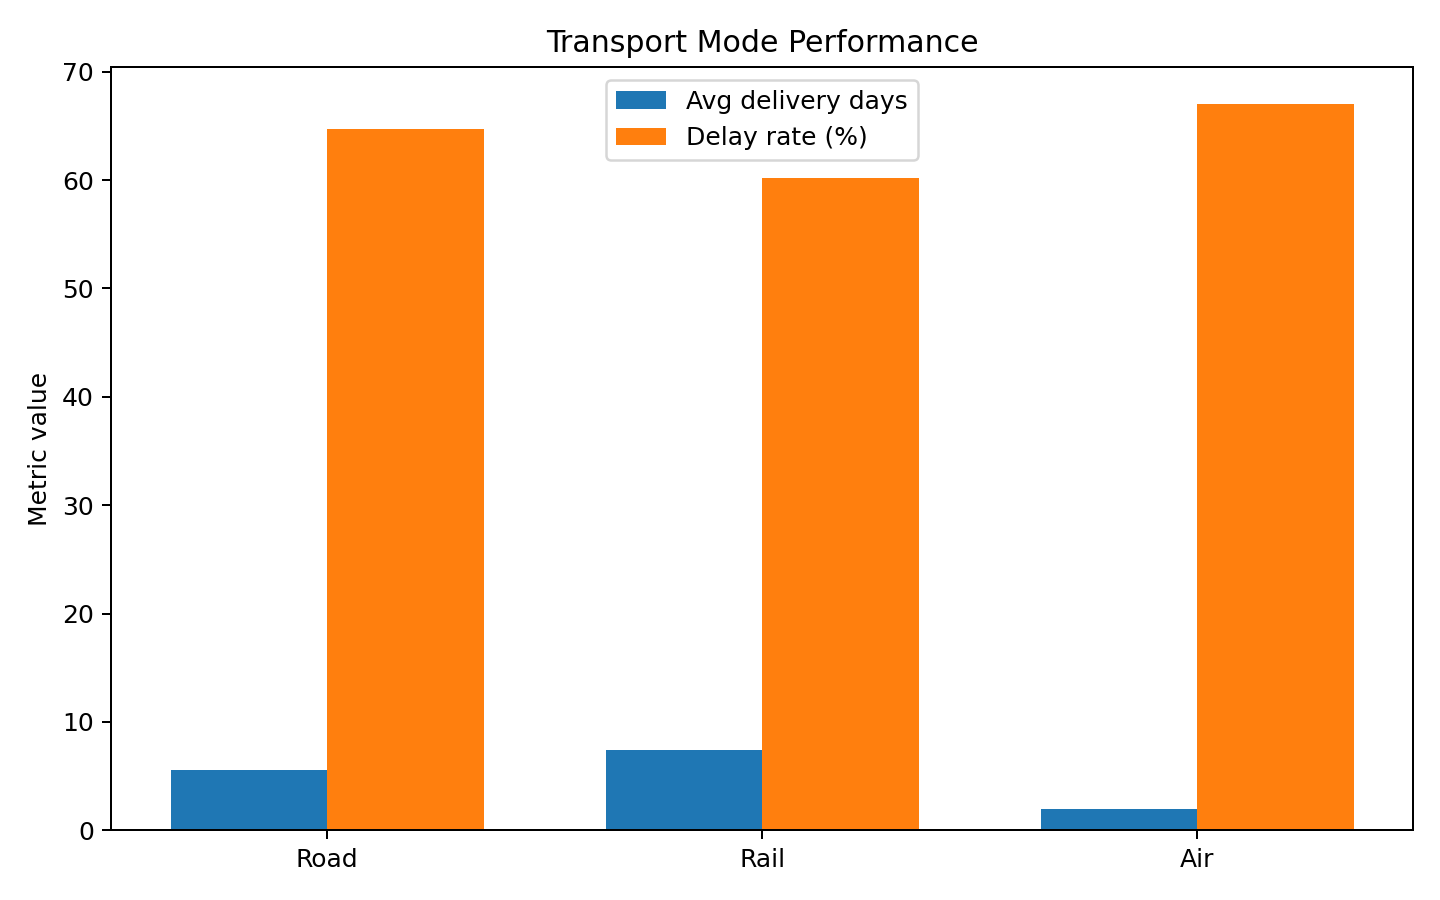 Transport Mode Performance
70
60
50
40
30
20
10
0
Metric value
Avg delivery days
Delay rate (%)
Road
Rail
Air